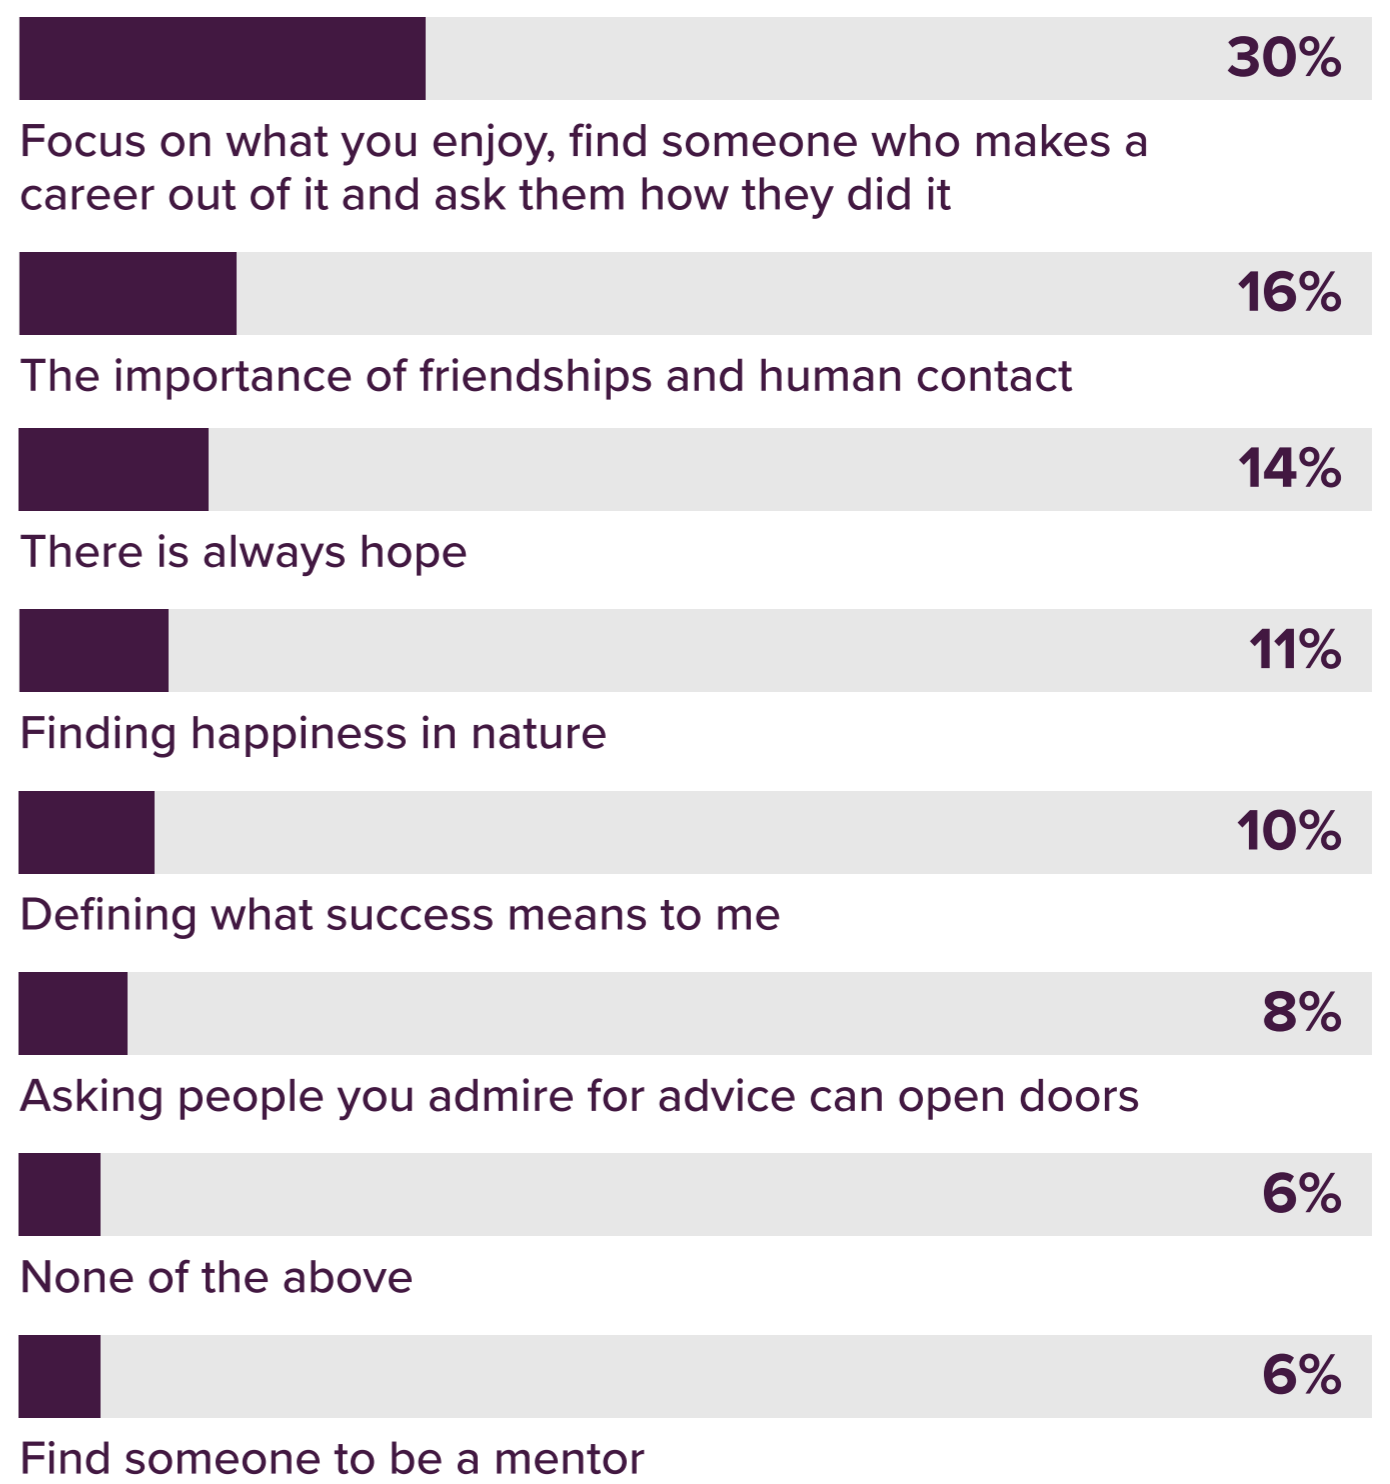 30%
Focus on what you enjoy, find someone who makes a
career out of it and ask them how they did it
16%
The importance of friendships and human contact
14%
There is always hope
11%
Finding happiness in nature
10%
Defining what success means to me
8%
Asking people you admire for advice can open doors
6%
None of the above
6%
Find someone to be a mentor